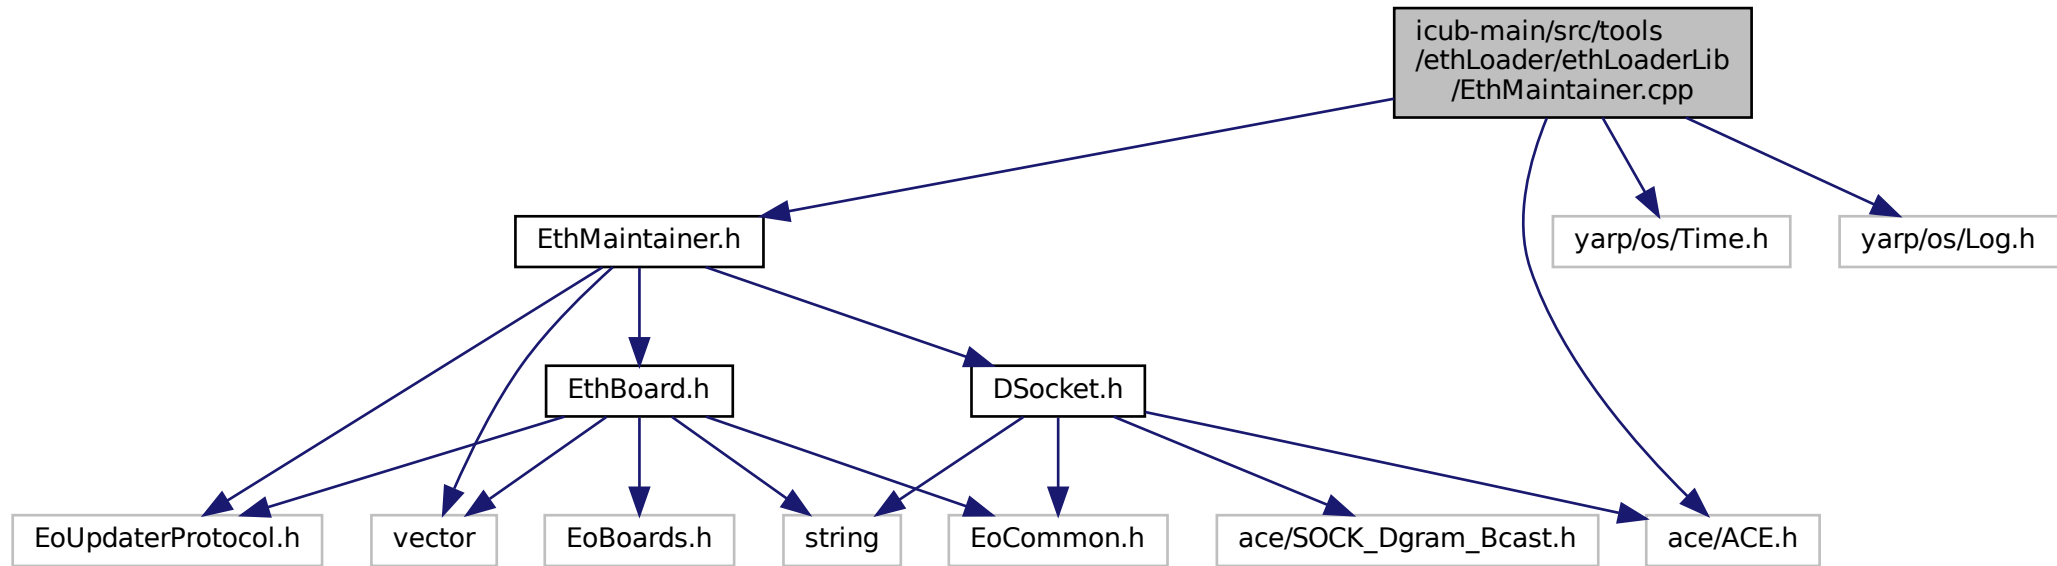 icub-main/src/tools
/ethLoader/ethLoaderLib
/EthMaintainer.cpp
EthMaintainer.h
yarp/os/Time.h
yarp/os/Log.h
EthBoard.h
DSocket.h
EoUpdaterProtocol.h
vector
EoBoards.h
string
EoCommon.h
ace/SOCK_Dgram_Bcast.h
ace/ACE.h